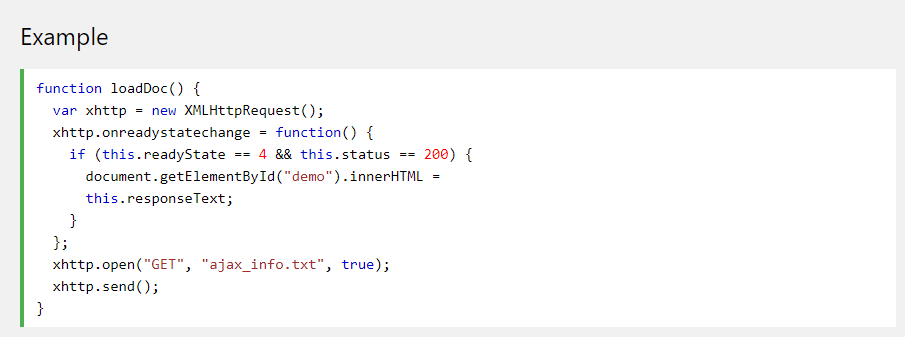 Example
function loadDoc() {
  var xhttp = new XMLHttpRequest();
  xhttp.onreadystatechange = function() {
    if (this.readyState == 4 && this.status == 200) {
      document.getElementById("demo").innerHTML =
      this.responseText;
    }
  };
  xhttp.open("GET", "ajax_info.txt", true);
  xhttp.send();
}